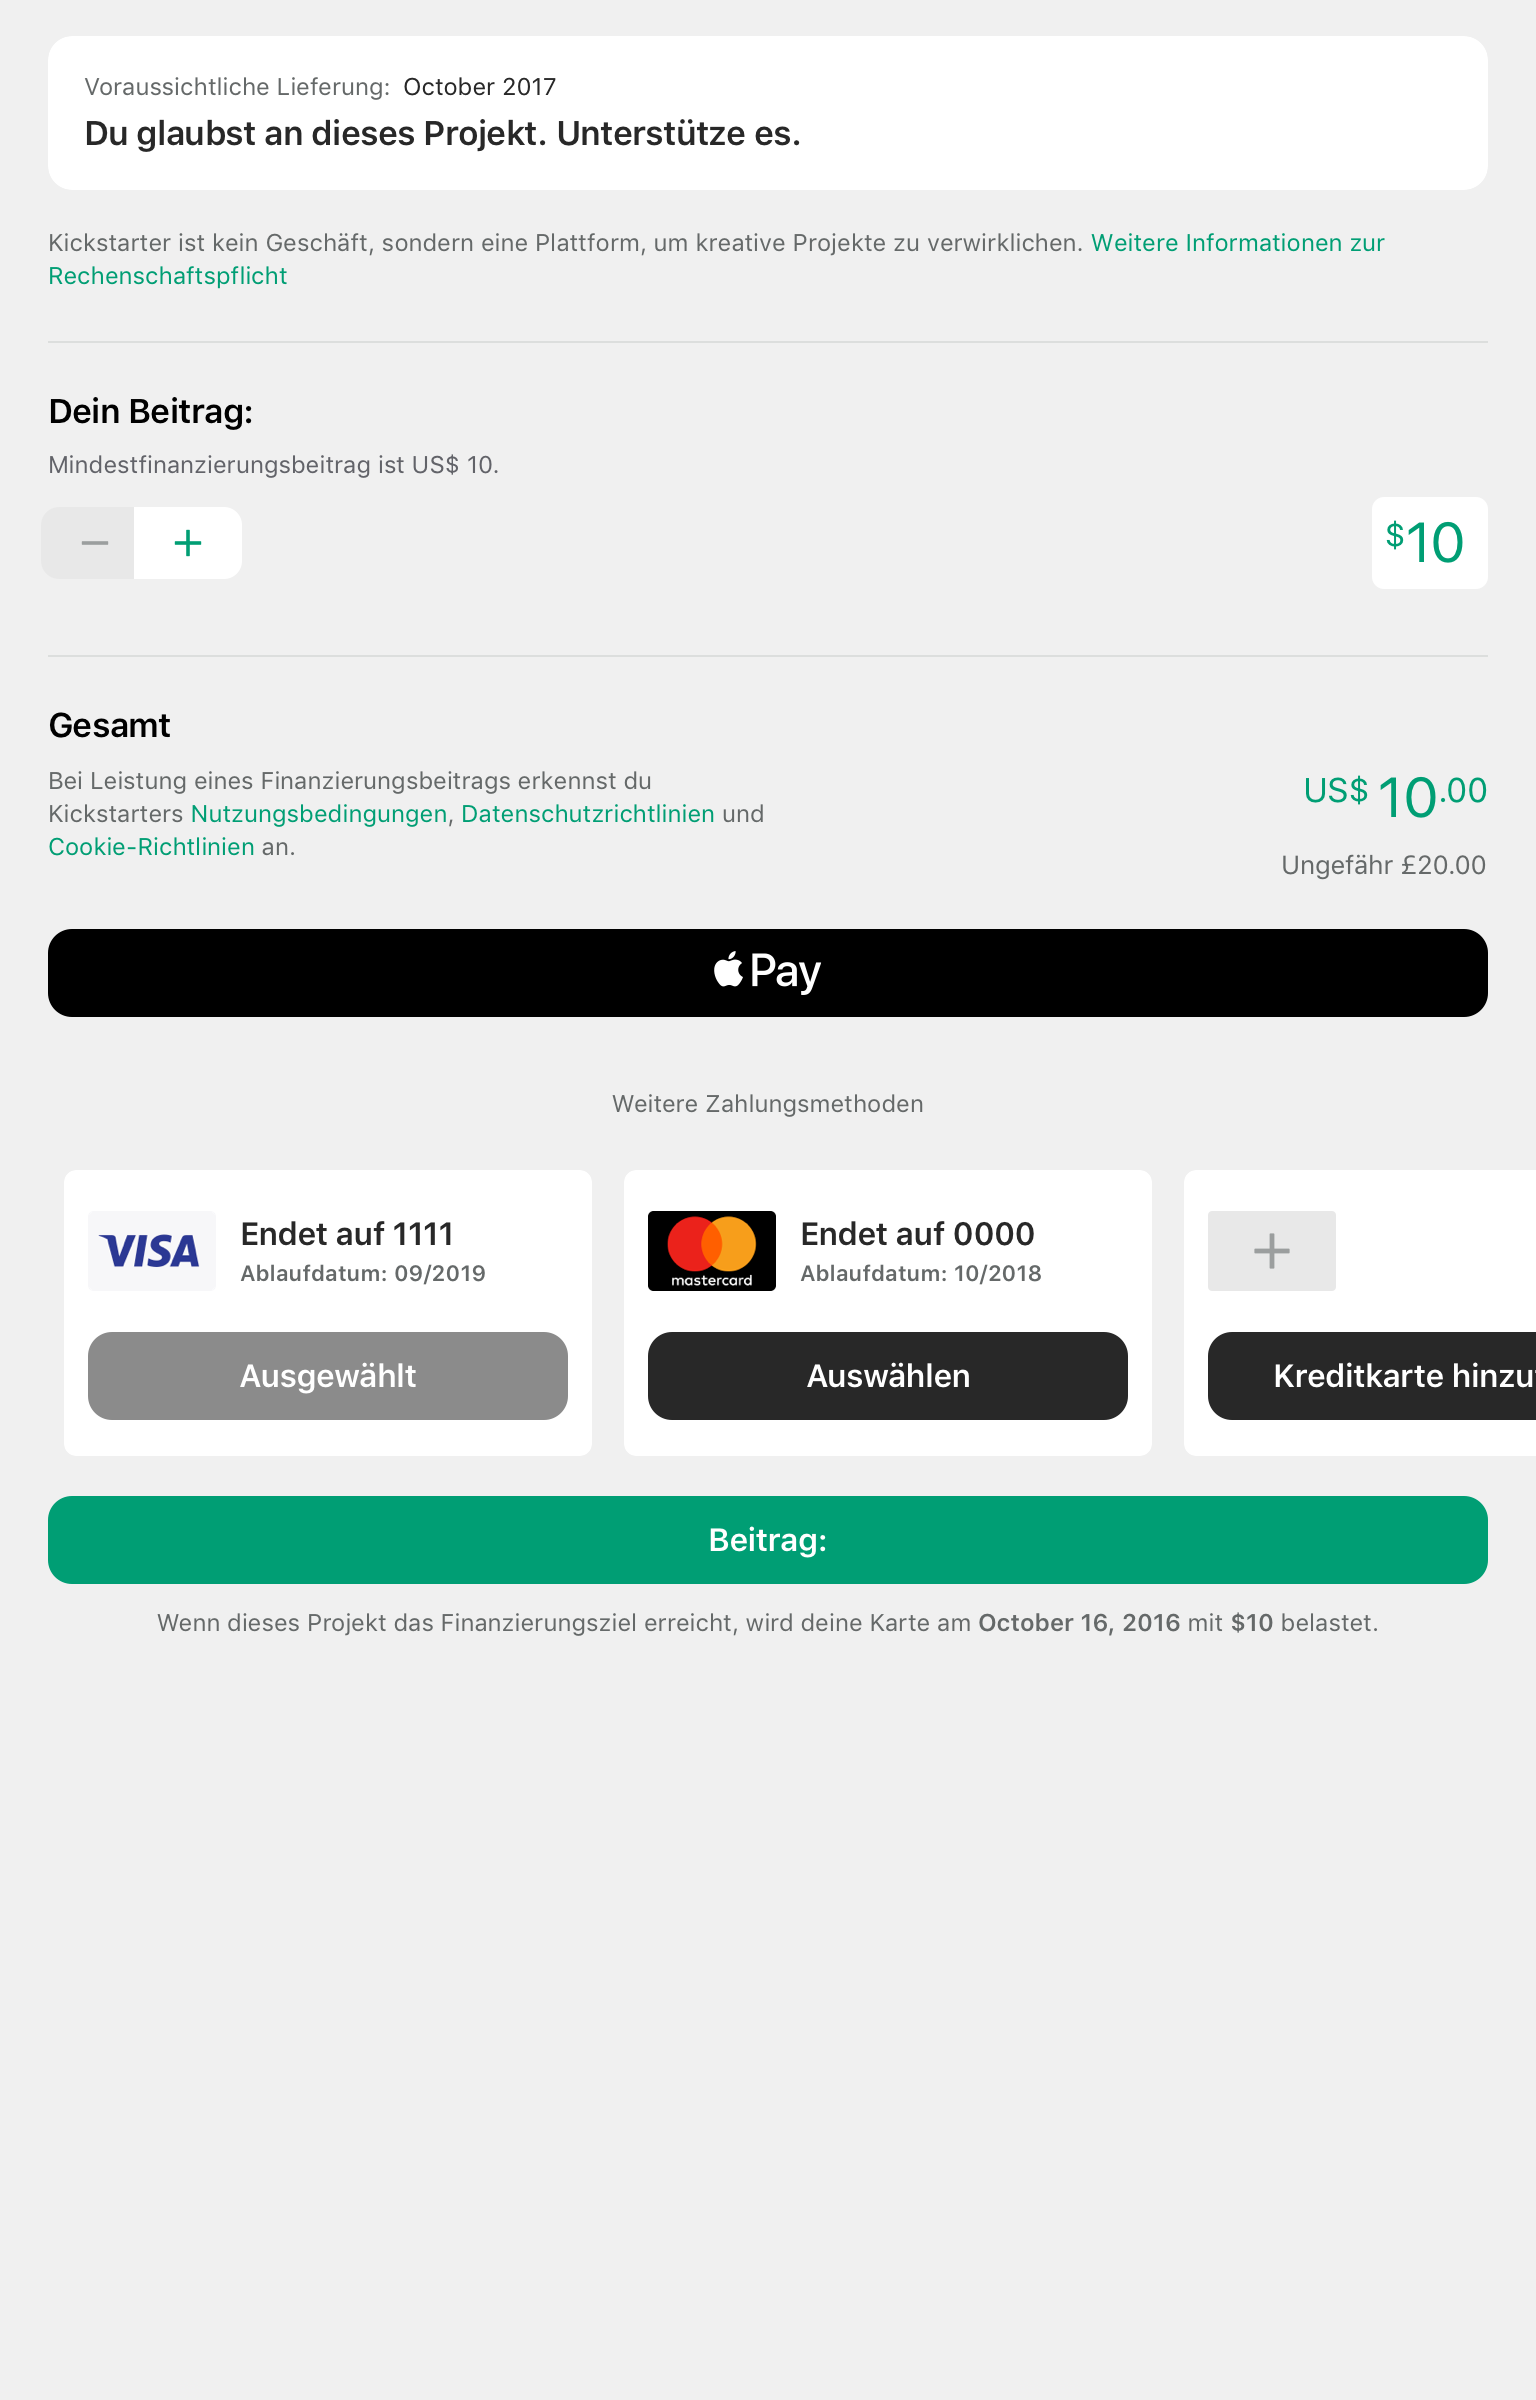 Voraussichtliche Lieferung: October 2017
Du glaubst an dieses Projekt. Unterstütze es.
Kickstarter ist kein Geschäft, sondern eine Plattform, um kreative Projekte zu verwirklichen. Weitere Informationen zur
Rechenschaftspflicht
Dein Beitrag:
Mindestfinanzierungsbeitrag ist US$ 10.
− +
$10
Gesamt
Bei Leistung eines Finanzierungsbeitrags erkennst du
Kickstarters Nutzungsbedingungen, Datenschutzrichtlinien und
Cookie-Richtlinien an.
US$ 10.00
Ungefähr £20.00
Pay
Weitere Zahlungsmethoden
VISA
Endet auf 1111
Ablaufdatum: 09/2019
Ausgewählt
mastercard
Endet auf 0000
Ablaufdatum: 10/2018
Auswählen
+
Kreditkarte hinzu
Beitrag:
Wenn dieses Projekt das Finanzierungsziel erreicht, wird deine Karte am October 16, 2016 mit $10 belastet.